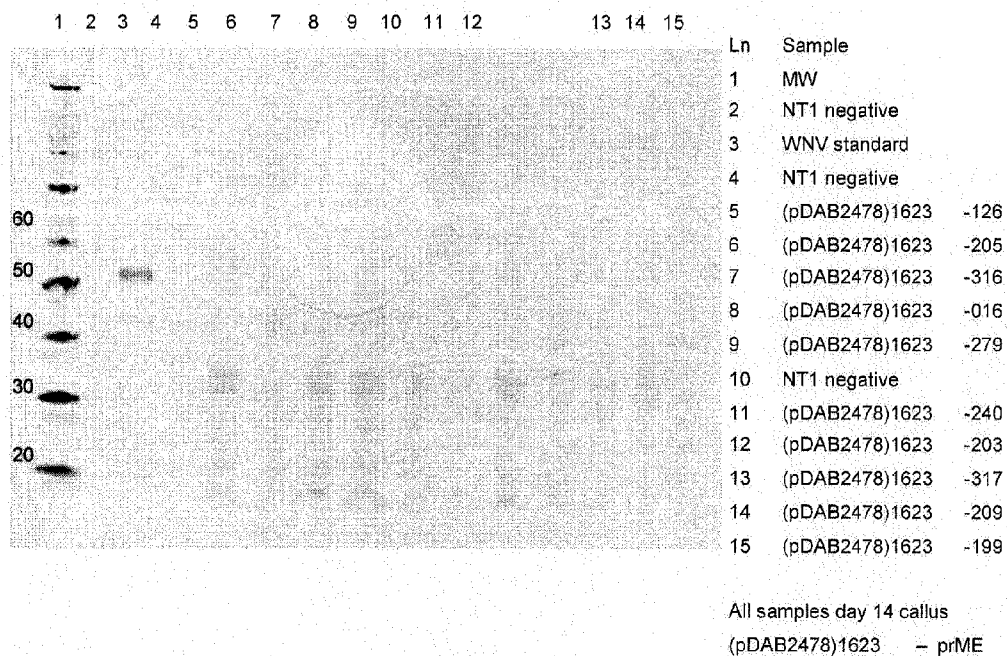 1 2 3 4 5 6 7 8 9 10 11 12 13 14 15
60
50
40
30
20
Ln Sample
1 MW
2 NT1 negative
3 WNV standard
4 NT1 negative
5 (pDAB2478)1623 -126
6 (pDAB2478)1623 -205
7 (pDAB2478)1623 -316
8 (pDAB2478)1623 -016
9 (pDAB2478)1623 -279
10 NT1 negative
11 (pDAB2478)1623 -240
12 (pDAB2478)1623 -203
13 (pDAB2478)1623 -317
14 (pDAB2478)1623 -209
15 (pDAB2478)1623 -199
All samples day 14 callus
(pDAB2478)1623 – prME